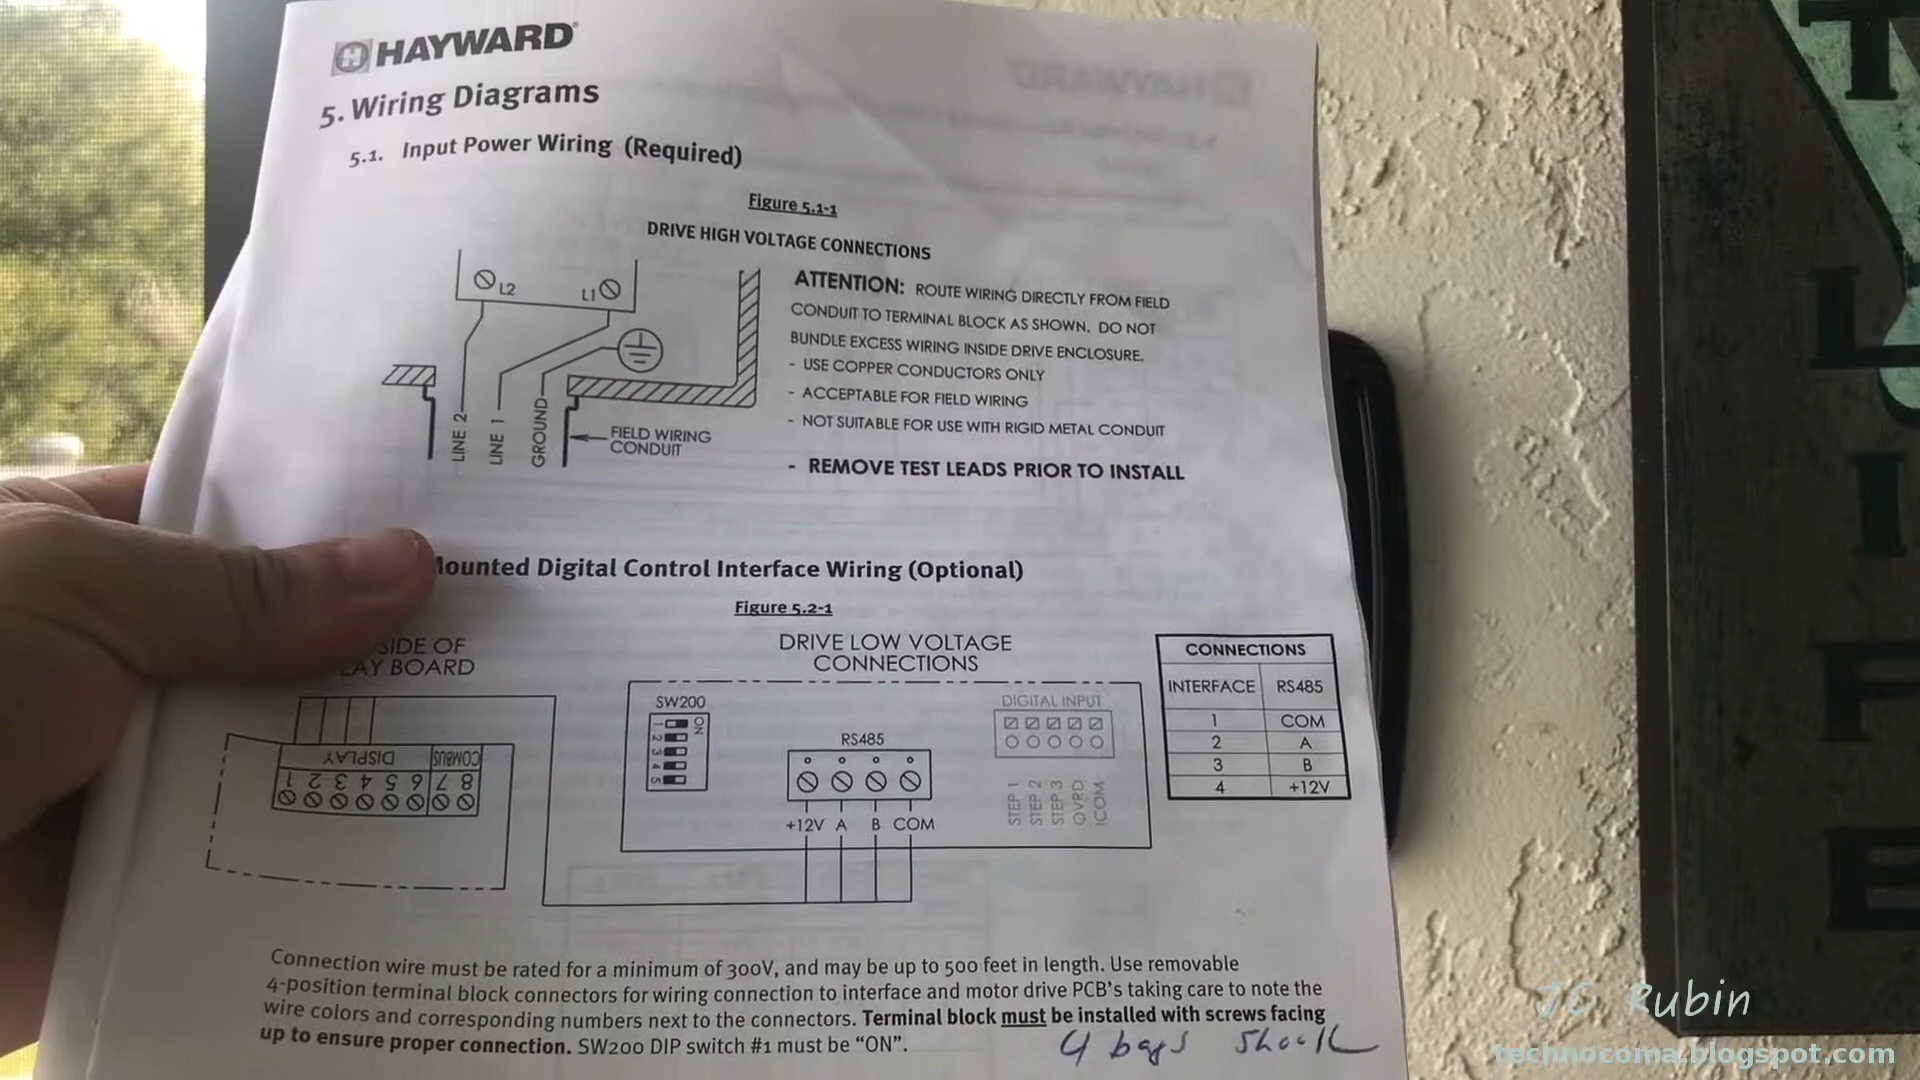 HAYWARD
5. Wiring Diagrams
5.1. Input Power Wiring (Required)
Figure 5.1-1
DRIVE HIGH VOLTAGE CONNECTIONS
L2
L1
LINE 2
LINE 1
GROUND
FIELD WIRING
CONDUIT
ATTENTION: ROUTE WIRING DIRECTLY FROM FIELD
CONDUIT TO TERMINAL BLOCK AS SHOWN. DO NOT
BUNDLE EXCESS WIRING INSIDE DRIVE ENCLOSURE.
- USE COPPER CONDUCTORS ONLY
- ACCEPTABLE FOR FIELD WIRING
- NOT SUITABLE FOR USE WITH RIGID METAL CONDUIT
- REMOVE TEST LEADS PRIOR TO INSTALL
Mounted Digital Control Interface Wiring (Optional)
Figure 5.2-1
SIDE OF
LAY BOARD
DISPLAY COMBUS
1 2 3 4 5 6 7 8
DRIVE LOW VOLTAGE
CONNECTIONS
SW200
ON
1
2
3
4
5
RS485
+12V A B COM
DIGITAL INPUT
STEP 1
STEP 2
STEP 3
OVRD
ICOM
CONNECTIONS
INTERFACE RS485
1 COM
2 A
3 B
4 +12V
Connection wire must be rated for a minimum of 300V, and may be up to 500 feet in length. Use removable
4-position terminal block connectors for wiring connection to interface and motor drive PCB's taking care to note the
wire colors and corresponding numbers next to the connectors. Terminal block must be installed with screws facing
up to ensure proper connection. SW200 DIP switch #1 must be "ON".
4 bags shock
JC Rubin
technocoma.blogspot.com